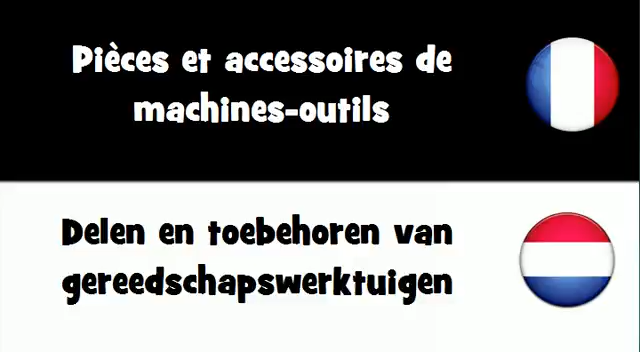 Pièces et accessoires de
machines-outils
Delen en toebehoren van
gereedschapswerktuigen